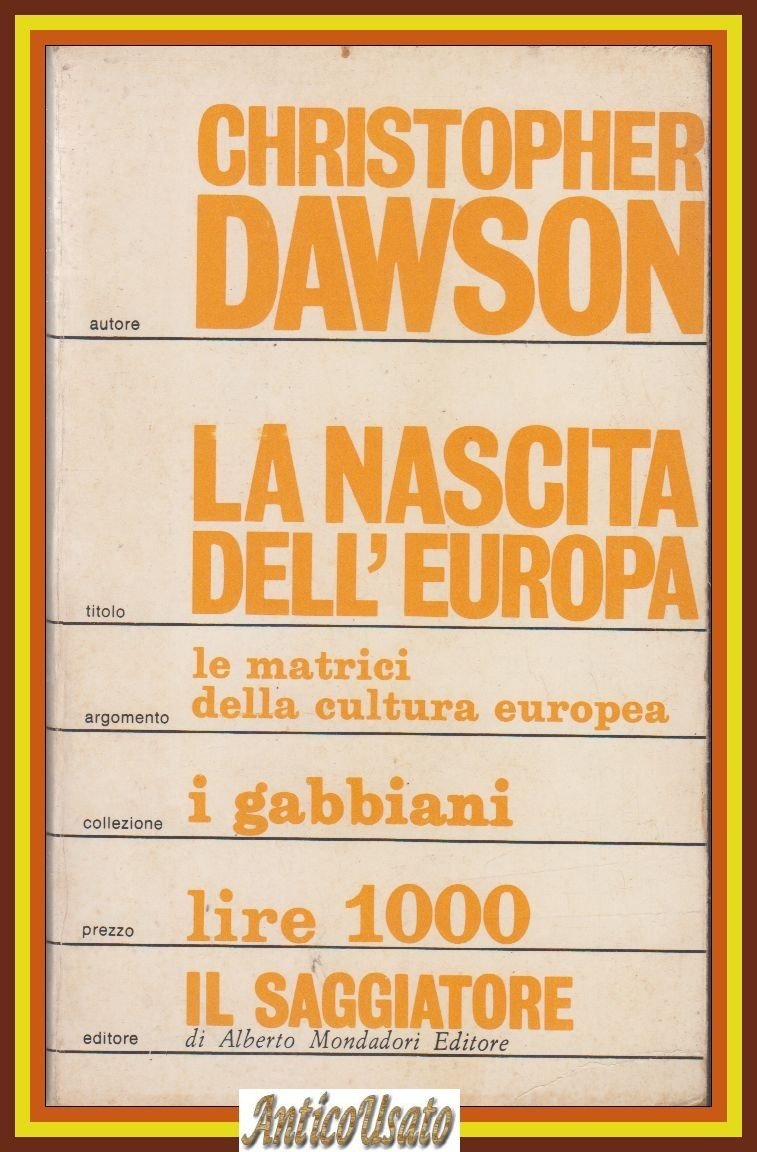 CHRISTOPHER
DAWSON
autore
LA NASCITA
DELL'EUROPA
titolo
le matrici
della cultura europea
argomento
i gabbiani
collezione
lire 1000
prezzo
IL SAGGIATORE
di Alberto Mondadori Editore
editore
AnticoUsato